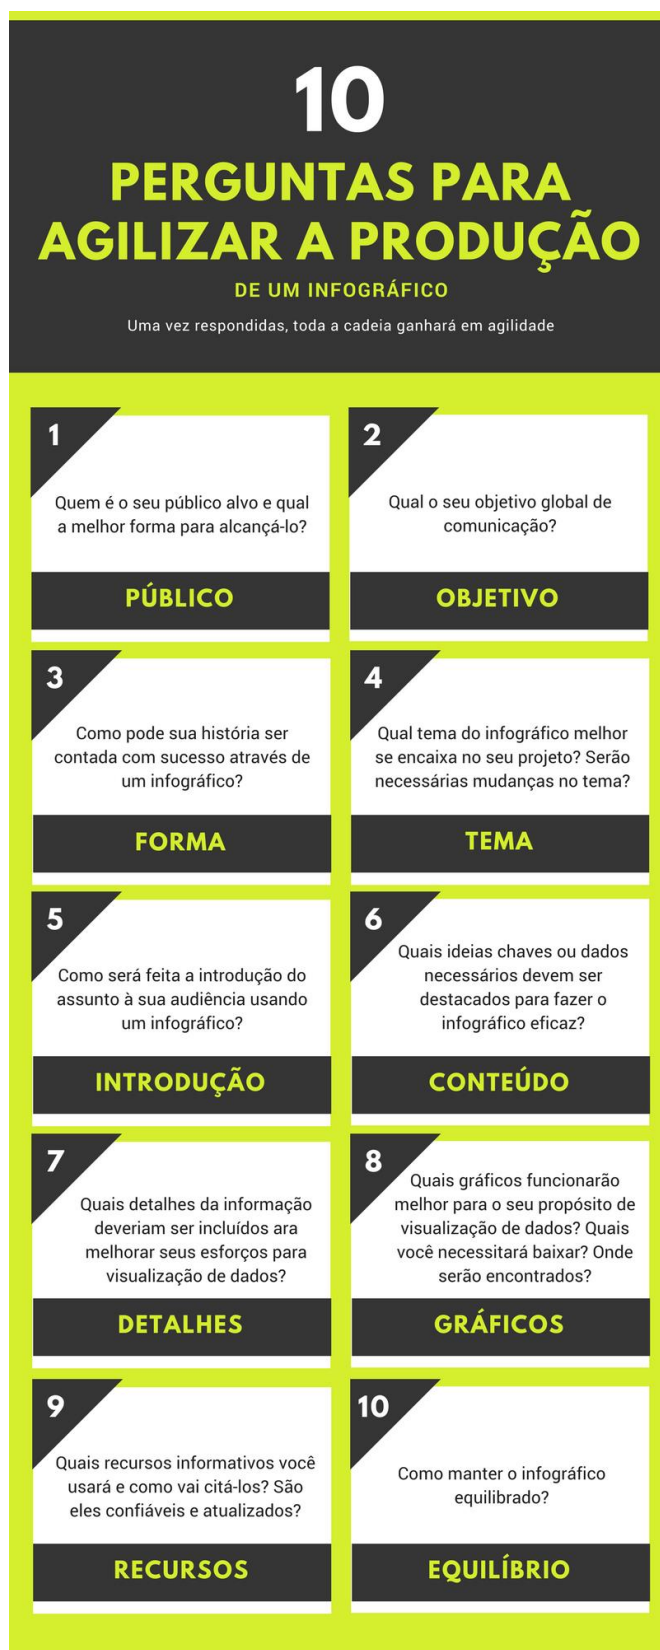 10
PERGUNTAS PARA
AGILIZAR A PRODUÇÃO
DE UM INFOGRÁFICO
Uma vez respondidas, toda a cadeia ganhará em agilidade
1
Quem é o seu público alvo e qual
a melhor forma para alcançá-lo?
PÚBLICO
2
Qual o seu objetivo global de
comunicação?
OBJETIVO
3
Como pode sua história ser
contada com sucesso através de
um infográfico?
FORMA
4
Qual tema do infográfico melhor
se encaixa no seu projeto? Serão
necessárias mudanças no tema?
TEMA
5
Como será feita a introdução do
assunto à sua audiência usando
um infográfico?
INTRODUÇÃO
6
Quais ideias chaves ou dados
necessários devem ser
destacados para fazer o
infográfico eficaz?
CONTEÚDO
7
Quais detalhes da informação
deveriam ser incluídos ara
melhorar seus esforços para
visualização de dados?
DETALHES
8
Quais gráficos funcionarão
melhor para o seu propósito de
visualização de dados? Quais
você necessitará baixar? Onde
serão encontrados?
GRÁFICOS
9
Quais recursos informativos você
usará e como vai citá-los? São
eles confiáveis e atualizados?
RECURSOS
10
Como manter o infográfico
equilibrado?
EQUILÍBRIO